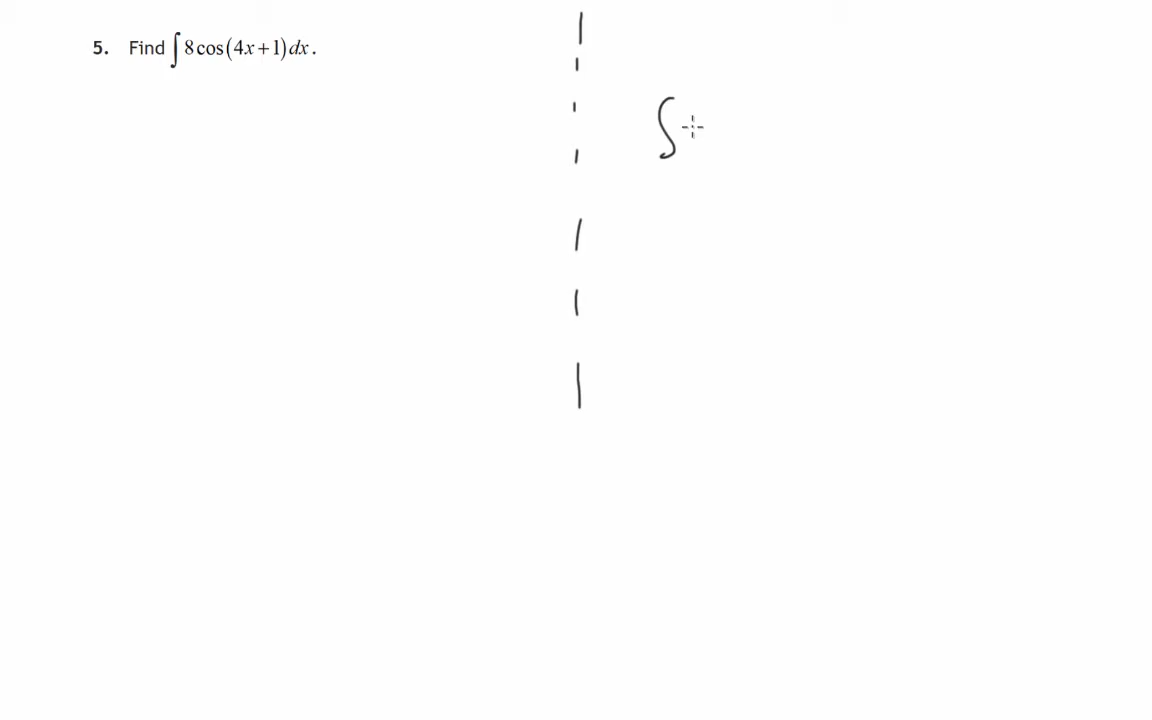 5. Find ∫8cos(4x+1)dx.
∫